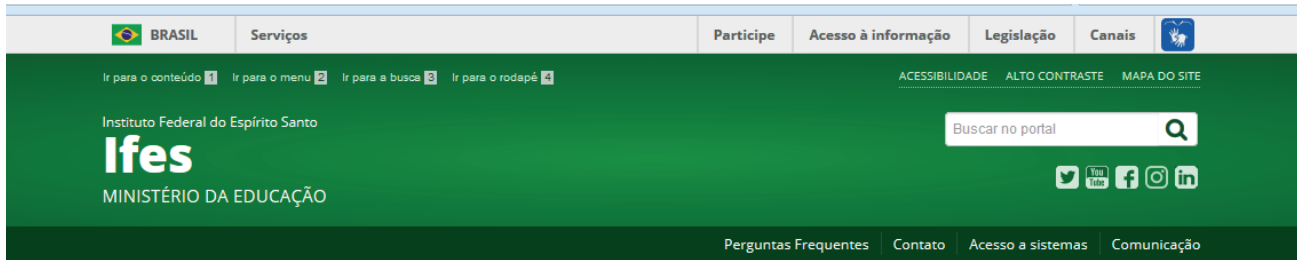 BRASIL Serviços Participe Acesso à informação Legislação Canais
Ir para o conteúdo 1 Ir para o menu 2 Ir para a busca 3 Ir para o rodapé 4 ACESSIBILIDADE ALTO CONTRASTE MAPA DO SITE
Instituto Federal do Espírito Santo
Buscar no portal
Ifes
MINISTÉRIO DA EDUCAÇÃO
You Tube
Perguntas Frequentes Contato Acesso a sistemas Comunicação